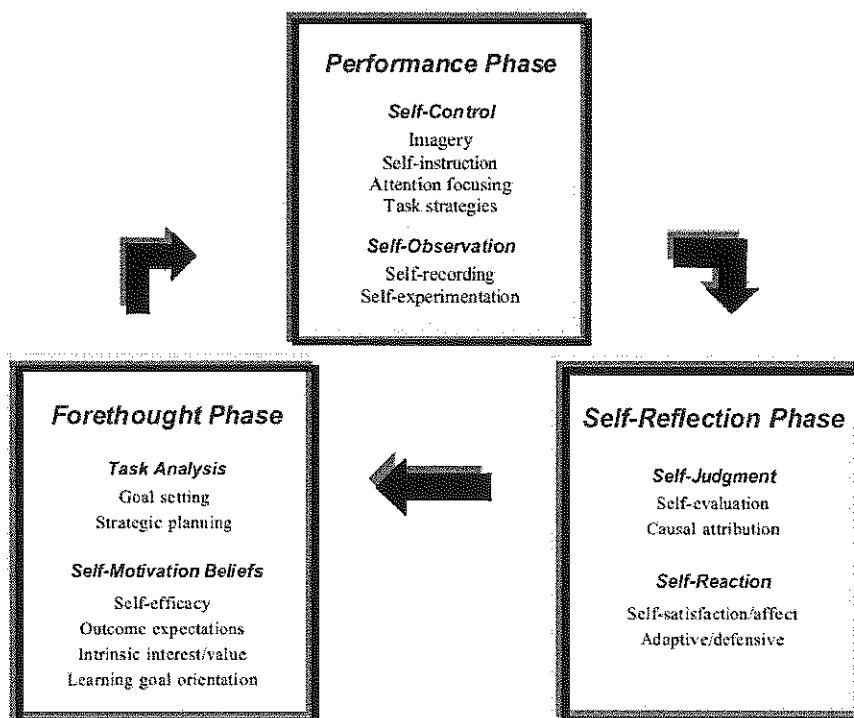 Performance Phase
Self-Control
Imagery
Self-instruction
Attention focusing
Task strategies
Self-Observation
Self-recording
Self-experimentation
Forethought Phase
Task Analysis
Goal setting
Strategic planning
Self-Motivation Beliefs
Self-efficacy
Outcome expectations
Intrinsic interest/value
Learning goal orientation
Self-Reflection Phase
Self-Judgment
Self-evaluation
Causal attribution
Self-Reaction
Self-satisfaction/affect
Adaptive/defensive